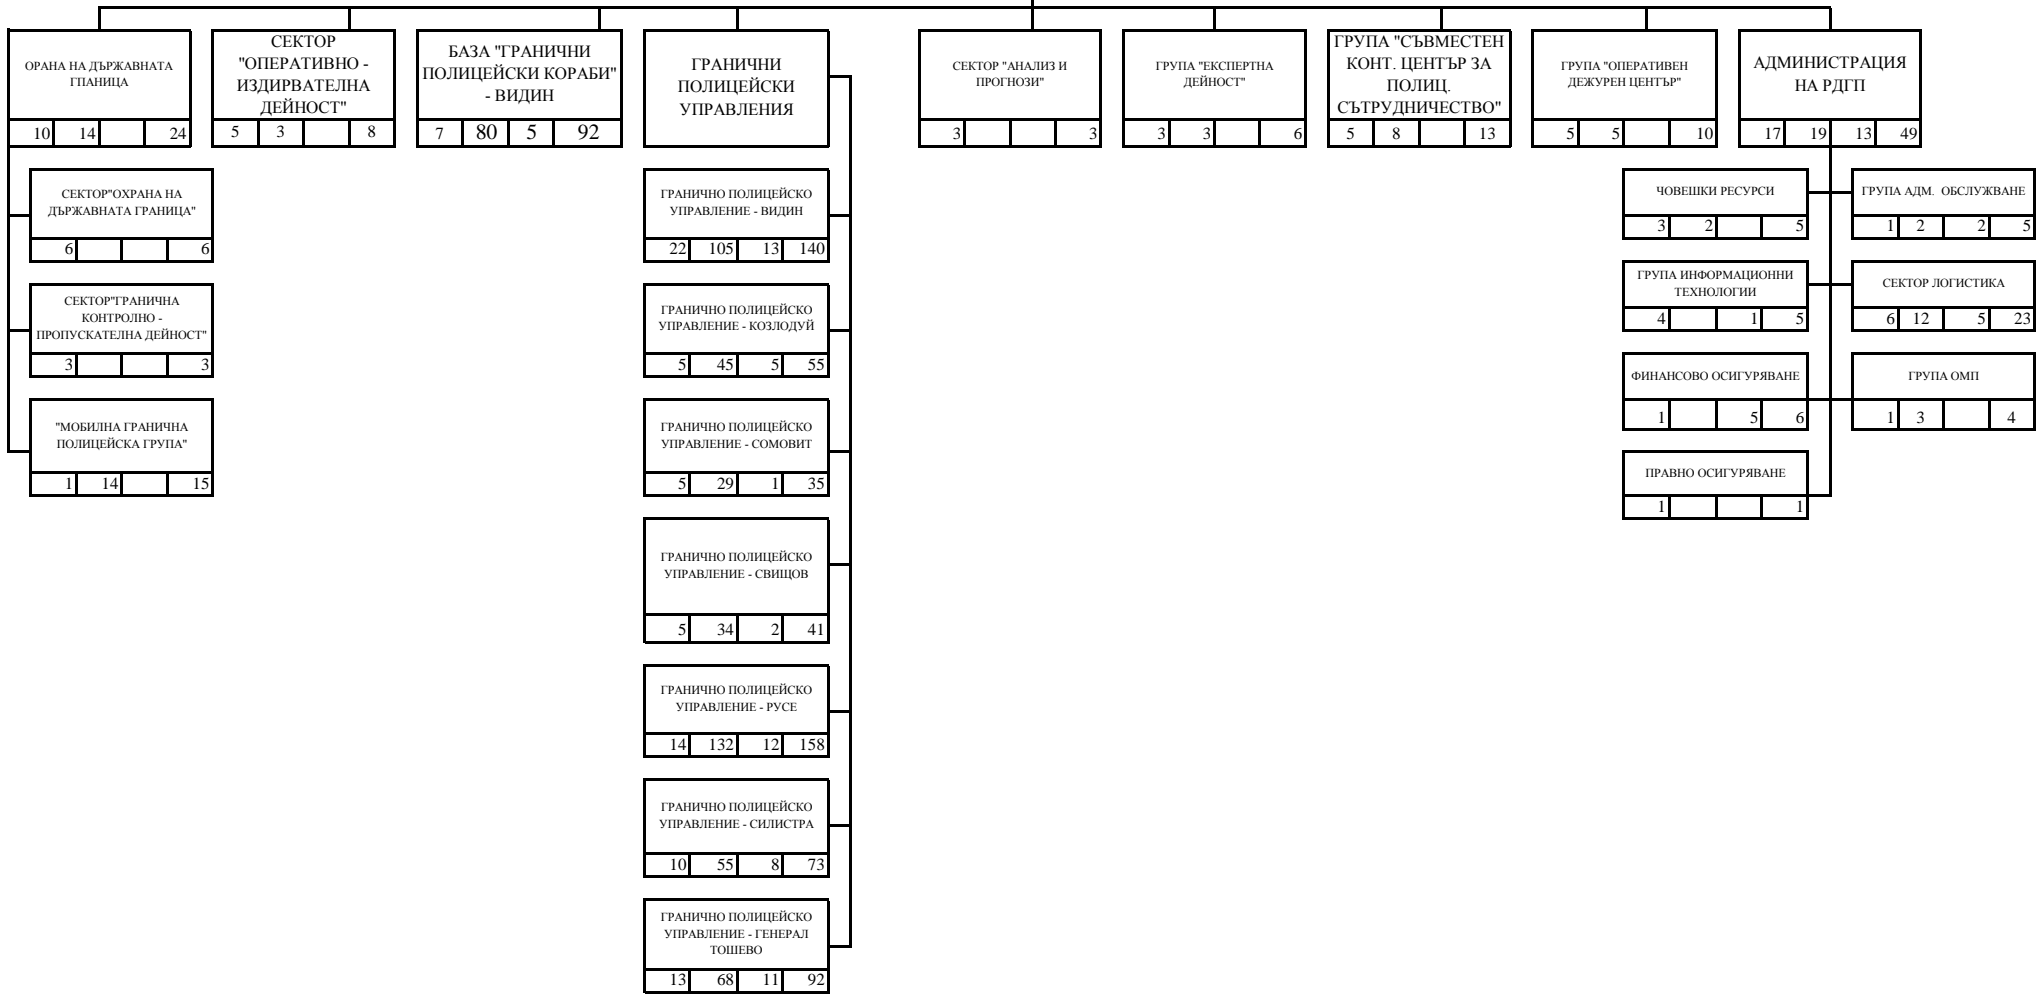 ОРАНА НА ДЪРЖАВНАТА
ГПАНИЦА
10 14 24
СЕКТОР"ОХРАНА НА
ДЪРЖАВНАТА ГРАНИЦА"
6 6
СЕКТОР"ГРАНИЧНА
КОНТРОЛНО -
ПРОПУСКАТЕЛНА ДЕЙНОСТ"
3 3
"МОБИЛНА ГРАНИЧНА
ПОЛИЦЕЙСКА ГРУПА"
1 14 15
СЕКТОР
"ОПЕРАТИВНО -
ИЗДИРВАТЕЛНА
ДЕЙНОСТ"
5 3 8
БАЗА "ГРАНИЧНИ
ПОЛИЦЕЙСКИ КОРАБИ"
- ВИДИН
7 80 5 92
ГРАНИЧНИ
ПОЛИЦЕЙСКИ
УПРАВЛЕНИЯ
ГРАНИЧНО ПОЛИЦЕЙСКО
УПРАВЛЕНИЕ - ВИДИН
22 105 13 140
ГРАНИЧНО ПОЛИЦЕЙСКО
УПРАВЛЕНИЕ - КОЗЛОДУЙ
5 45 5 55
ГРАНИЧНО ПОЛИЦЕЙСКО
УПРАВЛЕНИЕ - СОМОВИТ
5 29 1 35
ГРАНИЧНО ПОЛИЦЕЙСКО
УПРАВЛЕНИЕ - СВИЩОВ
5 34 2 41
ГРАНИЧНО ПОЛИЦЕЙСКО
УПРАВЛЕНИЕ - РУСЕ
14 132 12 158
ГРАНИЧНО ПОЛИЦЕЙСКО
УПРАВЛЕНИЕ - СИЛИСТРА
10 55 8 73
ГРАНИЧНО ПОЛИЦЕЙСКО
УПРАВЛЕНИЕ - ГЕНЕРАЛ
ТОШЕВО
13 68 11 92
СЕКТОР "АНАЛИЗ И
ПРОГНОЗИ"
3 3
ГРУПА "ЕКСПЕРТНА
ДЕЙНОСТ"
3 3 6
ГРУПА "СЪВМЕСТЕН
КОНТ. ЦЕНТЪР ЗА
ПОЛИЦ.
СЪТРУДНИЧЕСТВО"
5 8 13
ГРУПА "ОПЕРАТИВЕН
ДЕЖУРЕН ЦЕНТЪР"
5 5 10
АДМИНИСТРАЦИЯ
НА РДГП
17 19 13 49
ЧОВЕШКИ РЕСУРСИ
3 2 5
ГРУПА АДМ. ОБСЛУЖВАНЕ
1 2 2 5
ГРУПА ИНФОРМАЦИОННИ
ТЕХНОЛОГИИ
4 1 5
СЕКТОР ЛОГИСТИКА
6 12 5 23
ФИНАНСОВО ОСИГУРЯВАНЕ
1 5 6
ГРУПА ОМП
1 3 4
ПРАВНО ОСИГУРЯВАНЕ
1 1